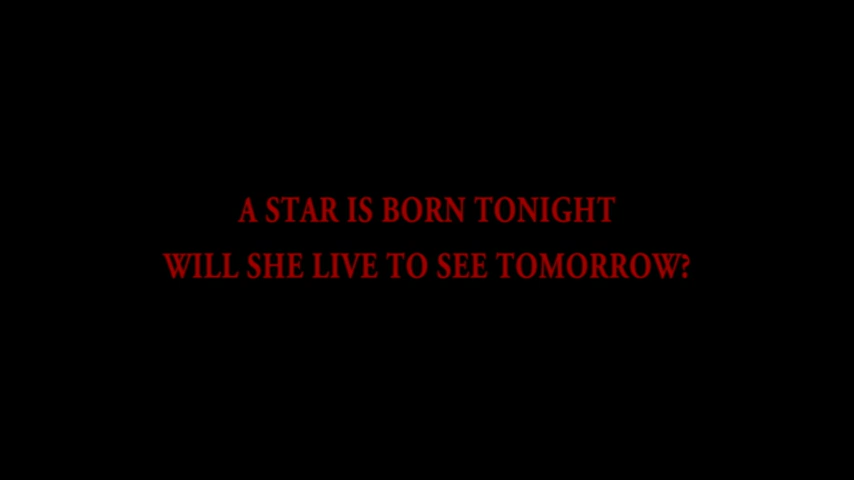 A STAR IS BORN TONIGHT
WILL SHE LIVE TO SEE TOMORROW?